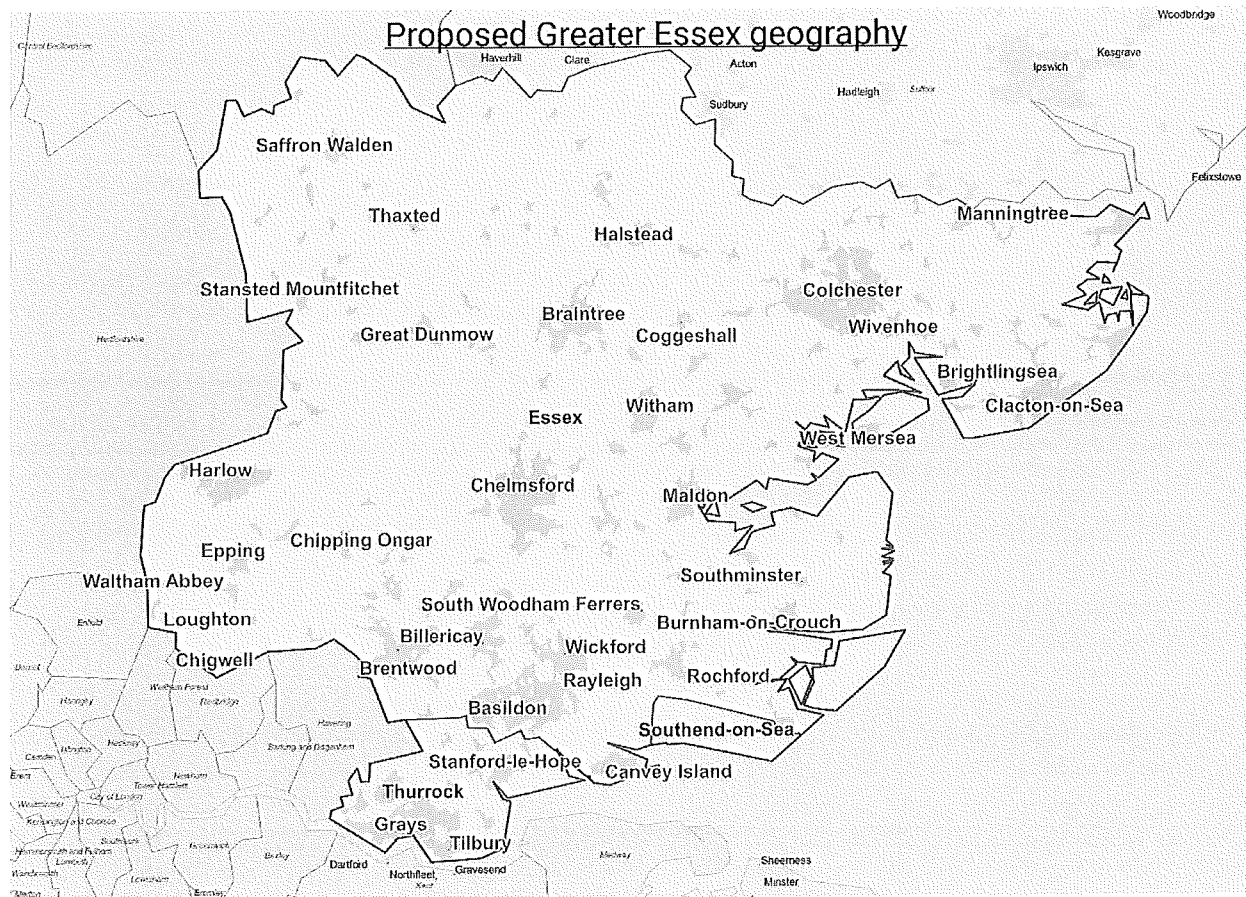 Proposed Greater Essex geography
Woodbridge
Central Bedfordshire
Haverhill
Clare
Acton
Kesgrave
Ipswich
Hadleigh
Sudbury
Saffron Walden
Felixstowe
Thaxted
Manningtree
Halstead
Stansted Mountfitchet
Colchester
Braintree
Wivenhoe
Great Dunmow
Coggeshall
Hertfordshire
Brightlingsea
Witham
Clacton-on-Sea
Essex
West Mersea
Harlow
Chelmsford
Maldon
Chipping Ongar
Epping
Waltham Abbey
Southminster
South Woodham Ferrers
Loughton
Burnham-on-Crouch
Enfield
Billericay
Wickford
Chigwell
Brentwood
Barnet
Rochford
Rayleigh
Waltham Forest
Haringey
Redbridge
Basildon
Havering
Southend-on-Sea
Islington
Hackney
Barking and Dagenham
Camden
Stanford-le-Hope
Canvey Island
Brent
Newham
Tower Hamlets
Thurrock
City of London
Westminster
Kensington and Chelsea
Grays
Southwark
Greenwich
Tilbury
Hammersmith and Fulham
Bexley
Medway
Lambeth
Dartford
Sheerness
Wandsworth
Northfleet
Gravesend
Lewisham
Kent
Minster
Merton
Bromley